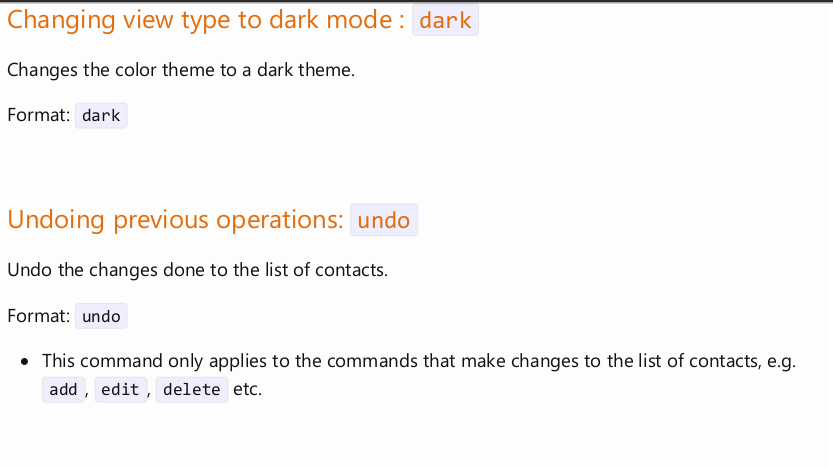 Changing view type to dark mode : dark
Changes the color theme to a dark theme.
Format: dark
Undoing previous operations: undo
Undo the changes done to the list of contacts.
Format: undo
• This command only applies to the commands that make changes to the list of contacts, e.g.
add, edit, delete etc.